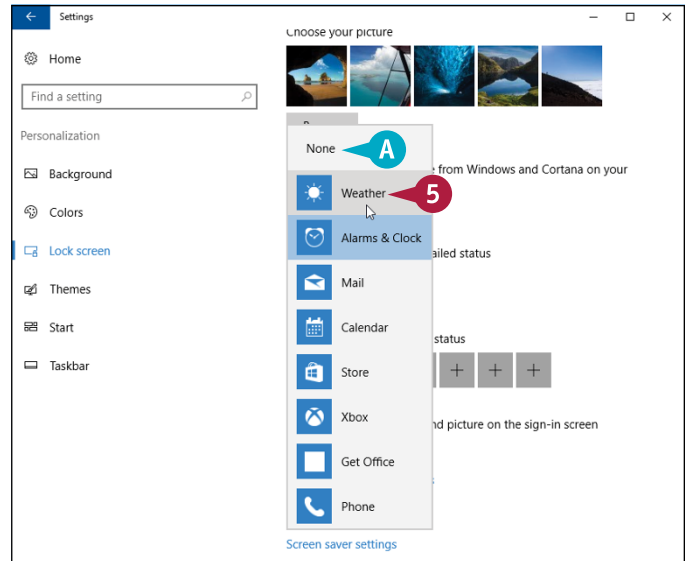 Settings
Choose your picture
Home
Find a setting
Personalization
None
A
from Windows and Cortana on your
Background
Weather
5
Colors
Alarms & Clock
Lock screen
ailed status
Mail
Themes
Calendar
Start
status
Store
Taskbar
Xbox
nd picture on the sign-in screen
Get Office
Phone
Screen saver settings